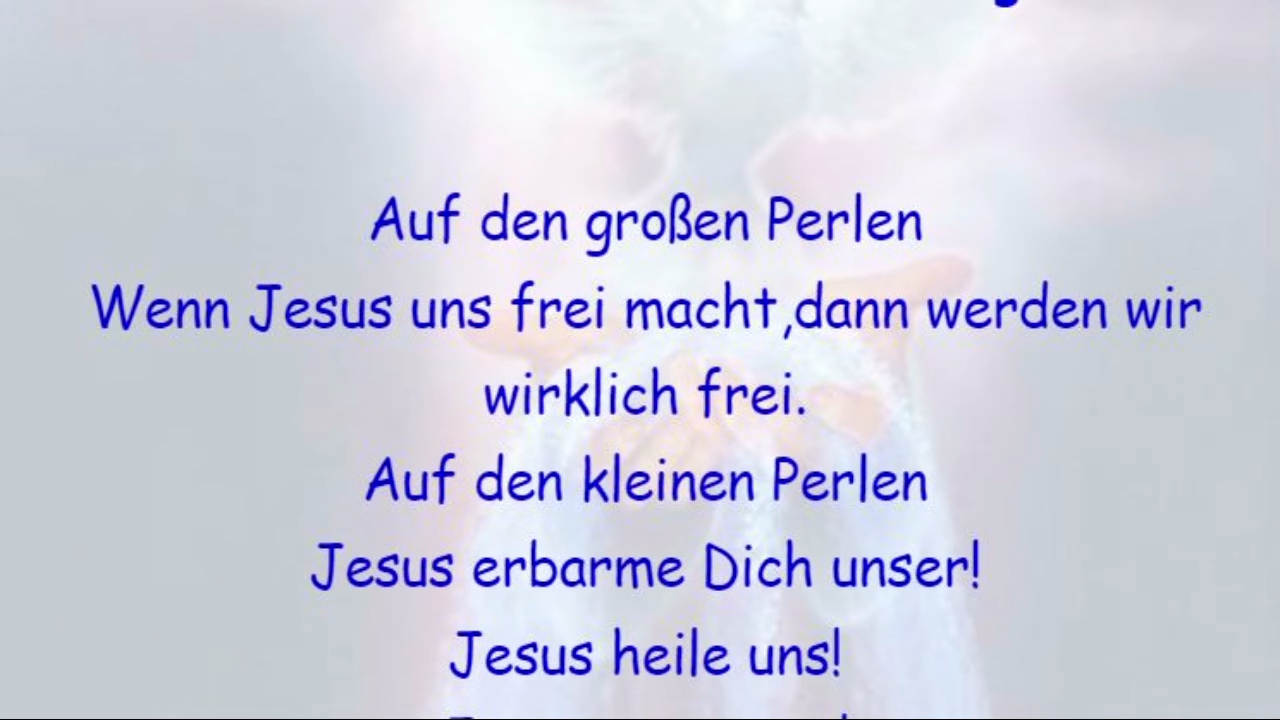 Auf den großen Perlen
Wenn Jesus uns frei macht,dann werden wir
wirklich frei.
Auf den kleinen Perlen
Jesus erbarme Dich unser!
Jesus heile uns!